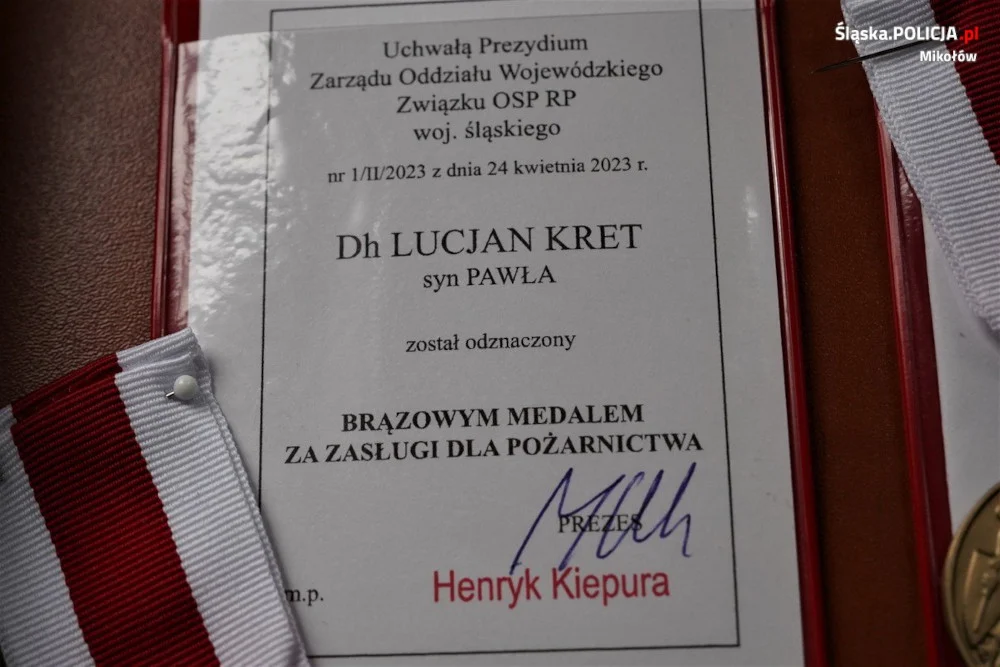 Śląska.POLICJA.pl
Mikołów
Uchwałą Prezydium
Zarządu Oddziału Wojewódzkiego
Związku OSP RP
woj. śląskiego
nr 1/II/2023 z dnia 24 kwietnia 2023 r.
Dh LUCJAN KRET
syn PAWŁA
został odznaczony
BRĄZOWYM MEDALEM
ZA ZASŁUGI DLA POŻARNICTWA
PREZES
m.p.
Henryk Kiepura